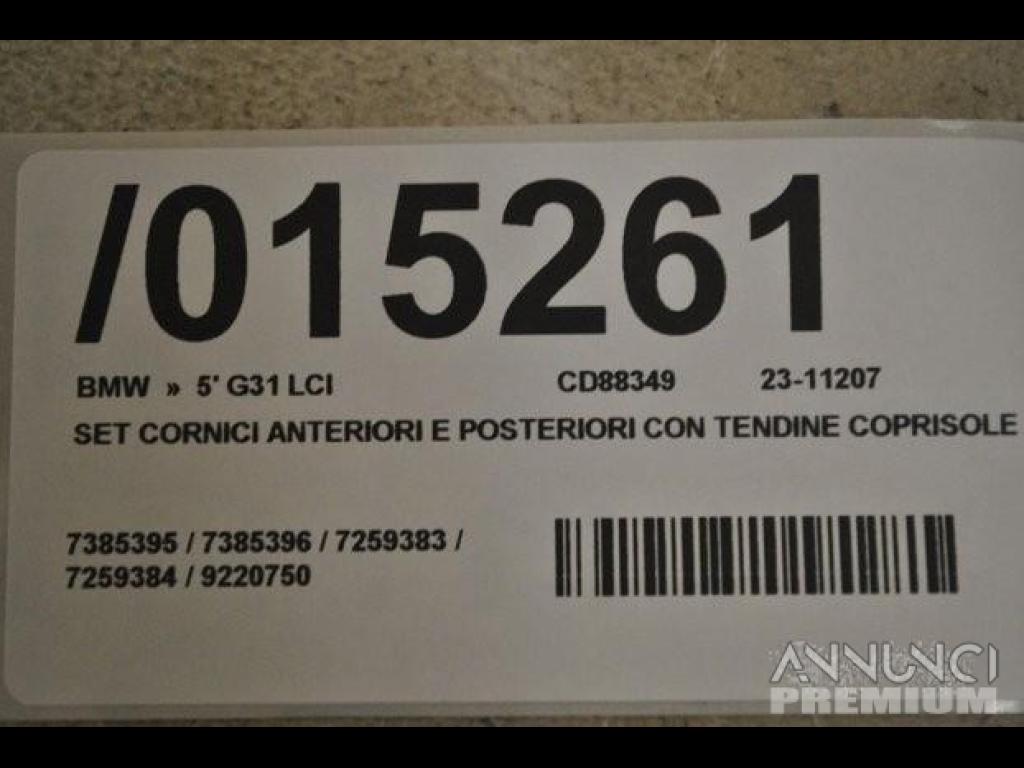 /015261
BMW » 5' G31 LCI CD88349 23-11207
SET CORNICI ANTERIORI E POSTERIORI CON TENDINE COPRISOLE
7385395 / 7385396 / 7259383 /
7259384 / 9220750
ANNUNCI
PREMIUM